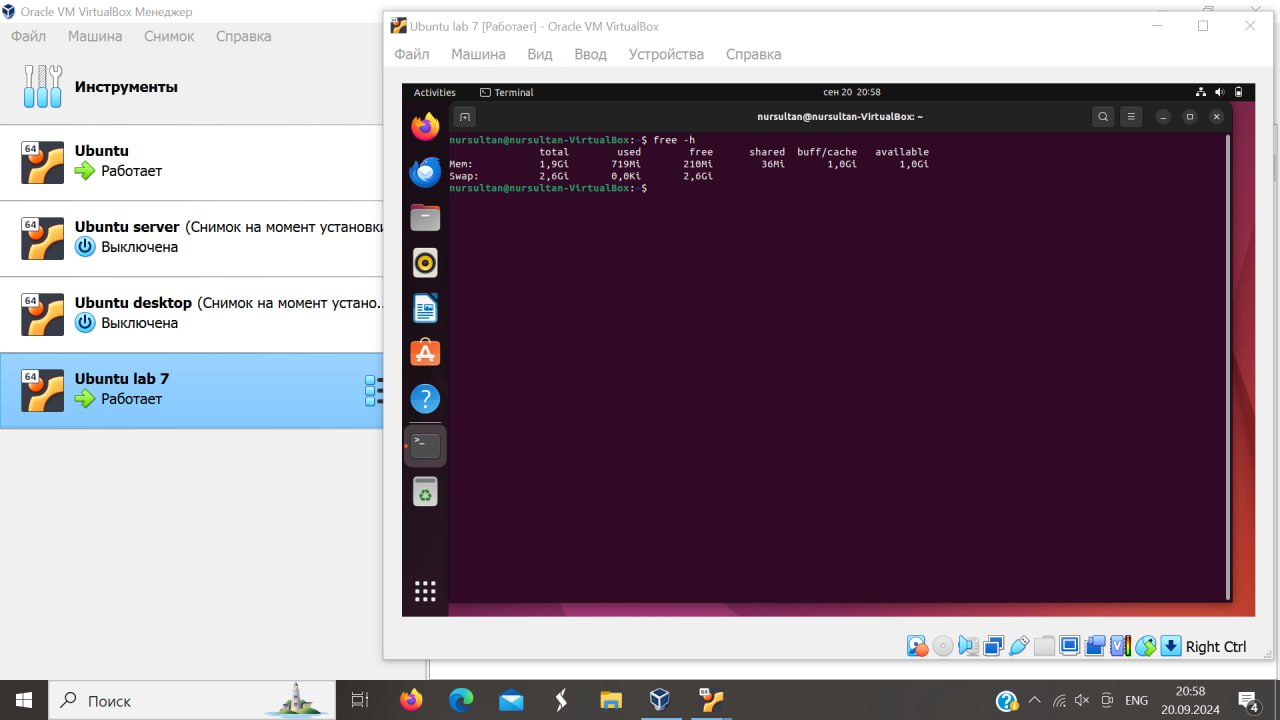 Oracle VM VirtualBox Менеджер
Файл Машина Снимок Справка
Инструменты
64
Ubuntu
Работает
64
Ubuntu server (Снимок на момент установки
Выключена
64
Ubuntu desktop (Снимок на момент устано...
Выключена
64
Ubuntu lab 7
Работает
Ubuntu lab 7 [Работает] - Oracle VM VirtualBox
Файл Машина Вид Ввод Устройства Справка
Activities Terminal сен 20 20:58
nursultan@nursultan-VirtualBox: ~
nursultan@nursultan-VirtualBox:~$ free -h
total used free shared buff/cache available
Mem: 1,9Gi 719Mi 210Mi 36Mi 1,0Gi 1,0Gi
Swap: 2,6Gi 0,0Ki 2,6Gi
nursultan@nursultan-VirtualBox:~$
Right Ctrl
Поиск
ENG
20:58
20.09.2024
4